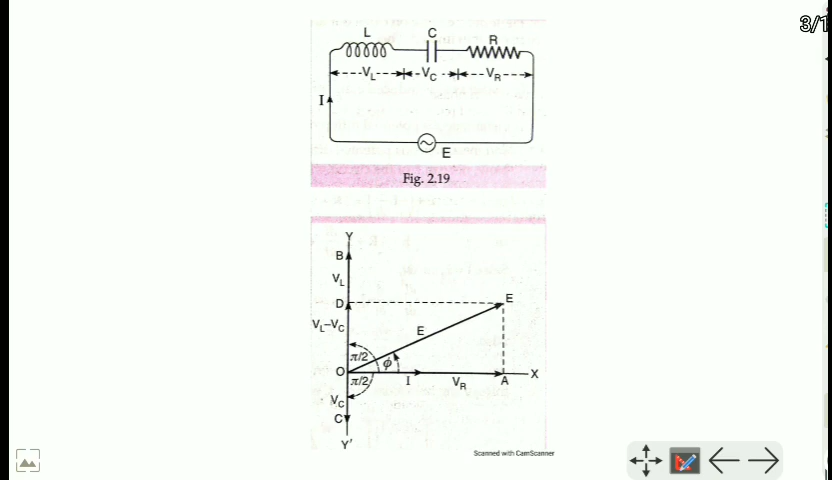 3/1
L C R
V_L V_C V_R
I
E
Fig. 2.19
Y
B
V_L
D E
V_L–V_C E
π/2 ϕ
O X
π/2 I V_R A
V_C
C
Y'
Scanned with CamScanner